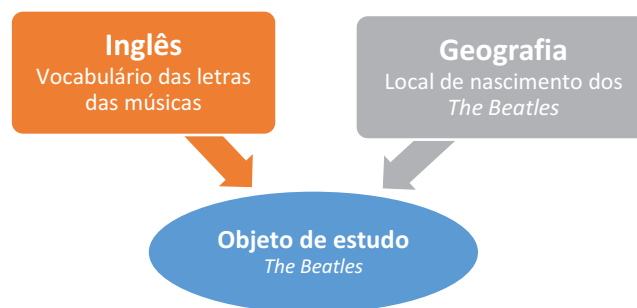 Inglês
Vocabulário das letras
das músicas
Geografia
Local de nascimento dos
The Beatles
Objeto de estudo
The Beatles